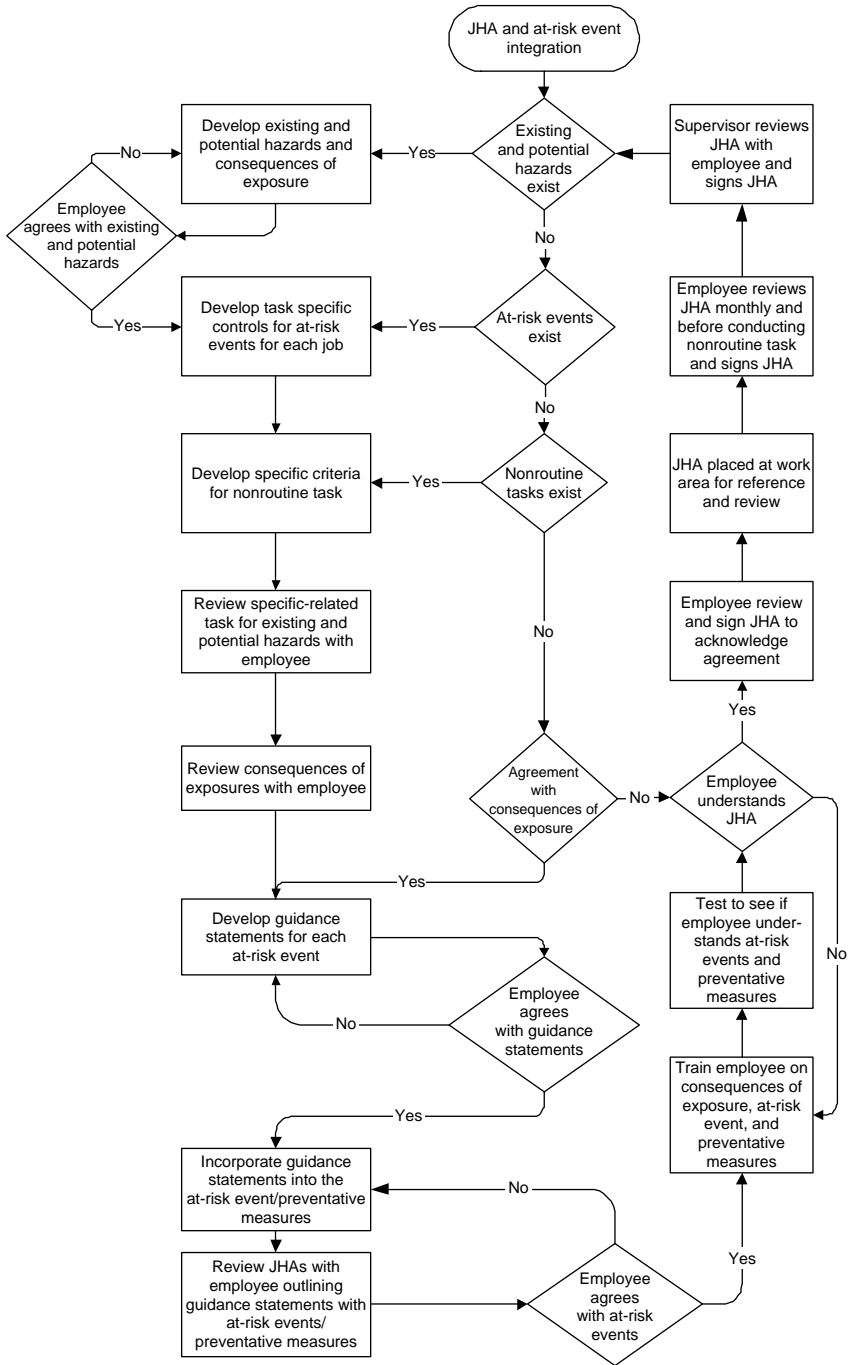 JHA and at-risk event
integration
Existing
and potential
hazards
exist
Yes
Develop existing and
potential hazards and
consequences of
exposure
No
Employee
agrees with existing
and potential
hazards
Yes
No
At-risk events
exist
Yes
Develop task specific
controls for at-risk
events for each job
No
Nonroutine
tasks exist
Yes
Develop specific criteria
for nonroutine task
Review specific-related
task for existing and
potential hazards with
employee
Review consequences of
exposures with employee
No
Agreement
with
consequences of
exposure
No
Yes
Develop guidance
statements for each
at-risk event
Employee
agrees
with guidance
statements
No
Yes
Incorporate guidance
statements into the
at-risk event/preventative
measures
Review JHAs with
employee outlining
guidance statements with
at-risk events/
preventative measures
Employee
agrees
with at-risk
events
No
Yes
Train employee on
consequences of
exposure, at-risk
event, and
preventative
measures
Test to see if
employee under-
stands at-risk
events and
preventative
measures
Employee
understands
JHA
No
Yes
Employee review
and sign JHA to
acknowledge
agreement
JHA placed at work
area for reference
and review
Employee reviews
JHA monthly and
before conducting
nonroutine task
and signs JHA
Supervisor reviews
JHA with
employee and
signs JHA